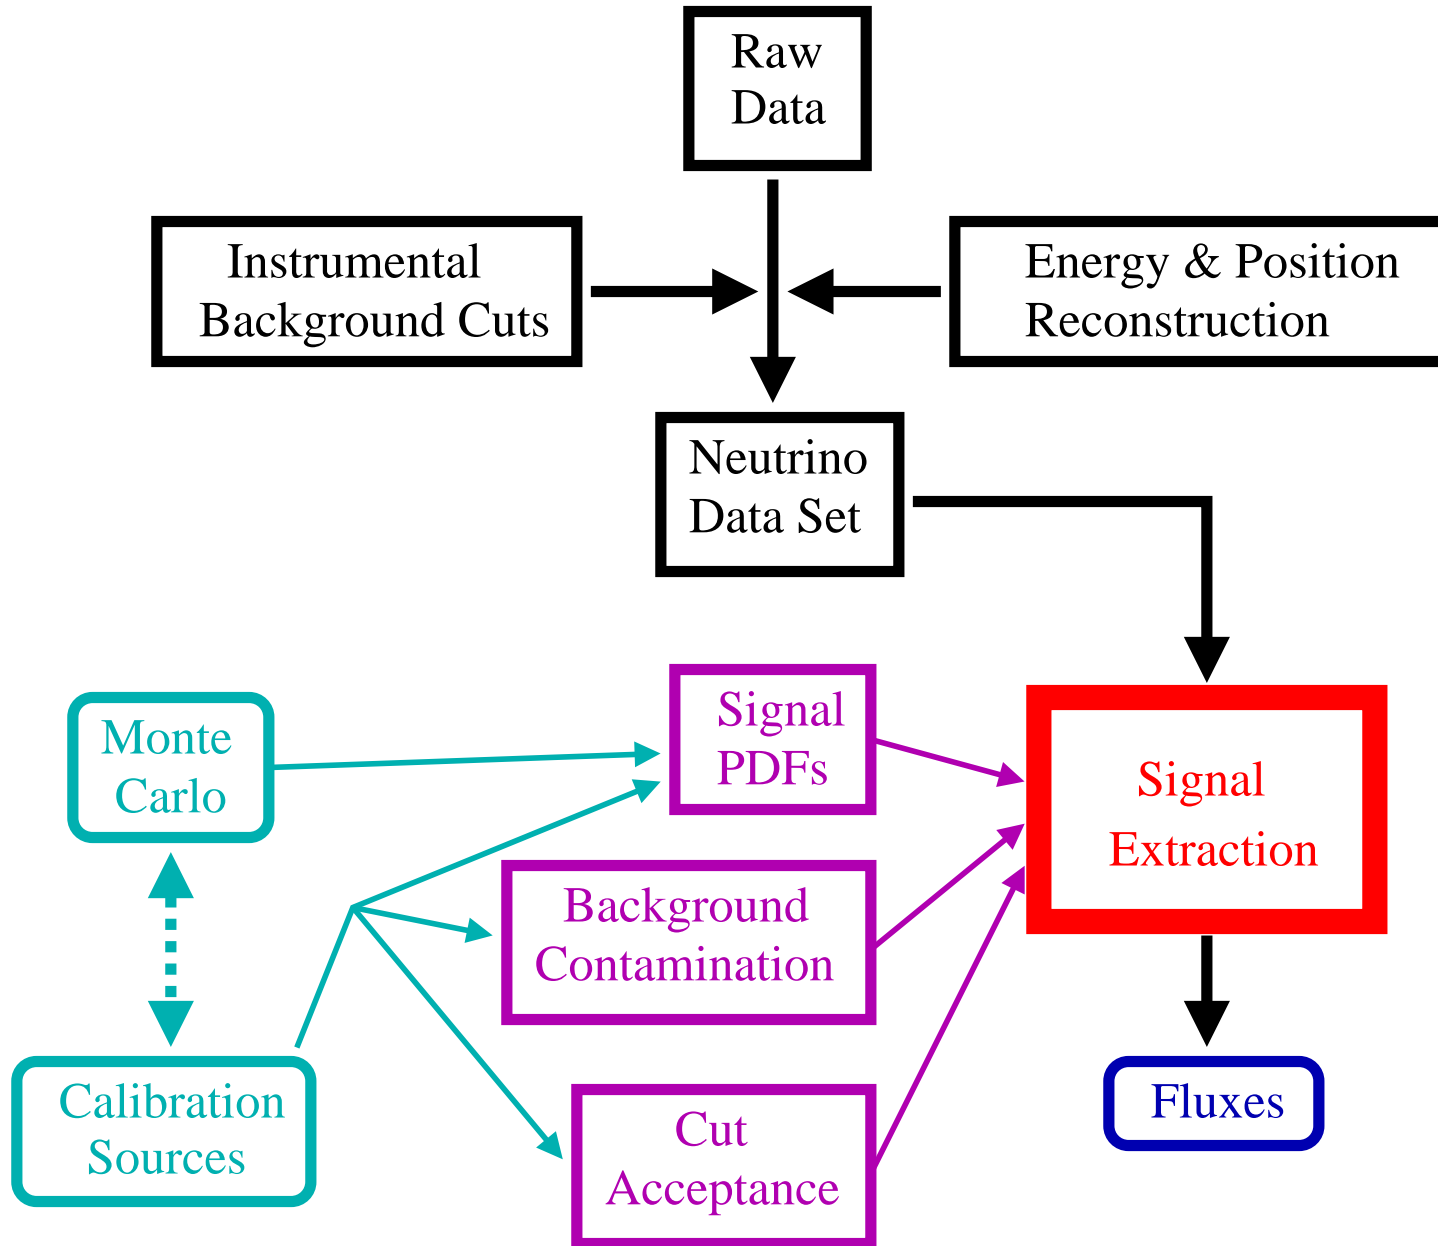 Raw
Data
Instrumental
Background Cuts
Energy & Position
Reconstruction
Neutrino
Data Set
Monte
Carlo
Signal
PDFs
Signal
Extraction
Background
Contamination
Calibration
Sources
Cut
Acceptance
Fluxes